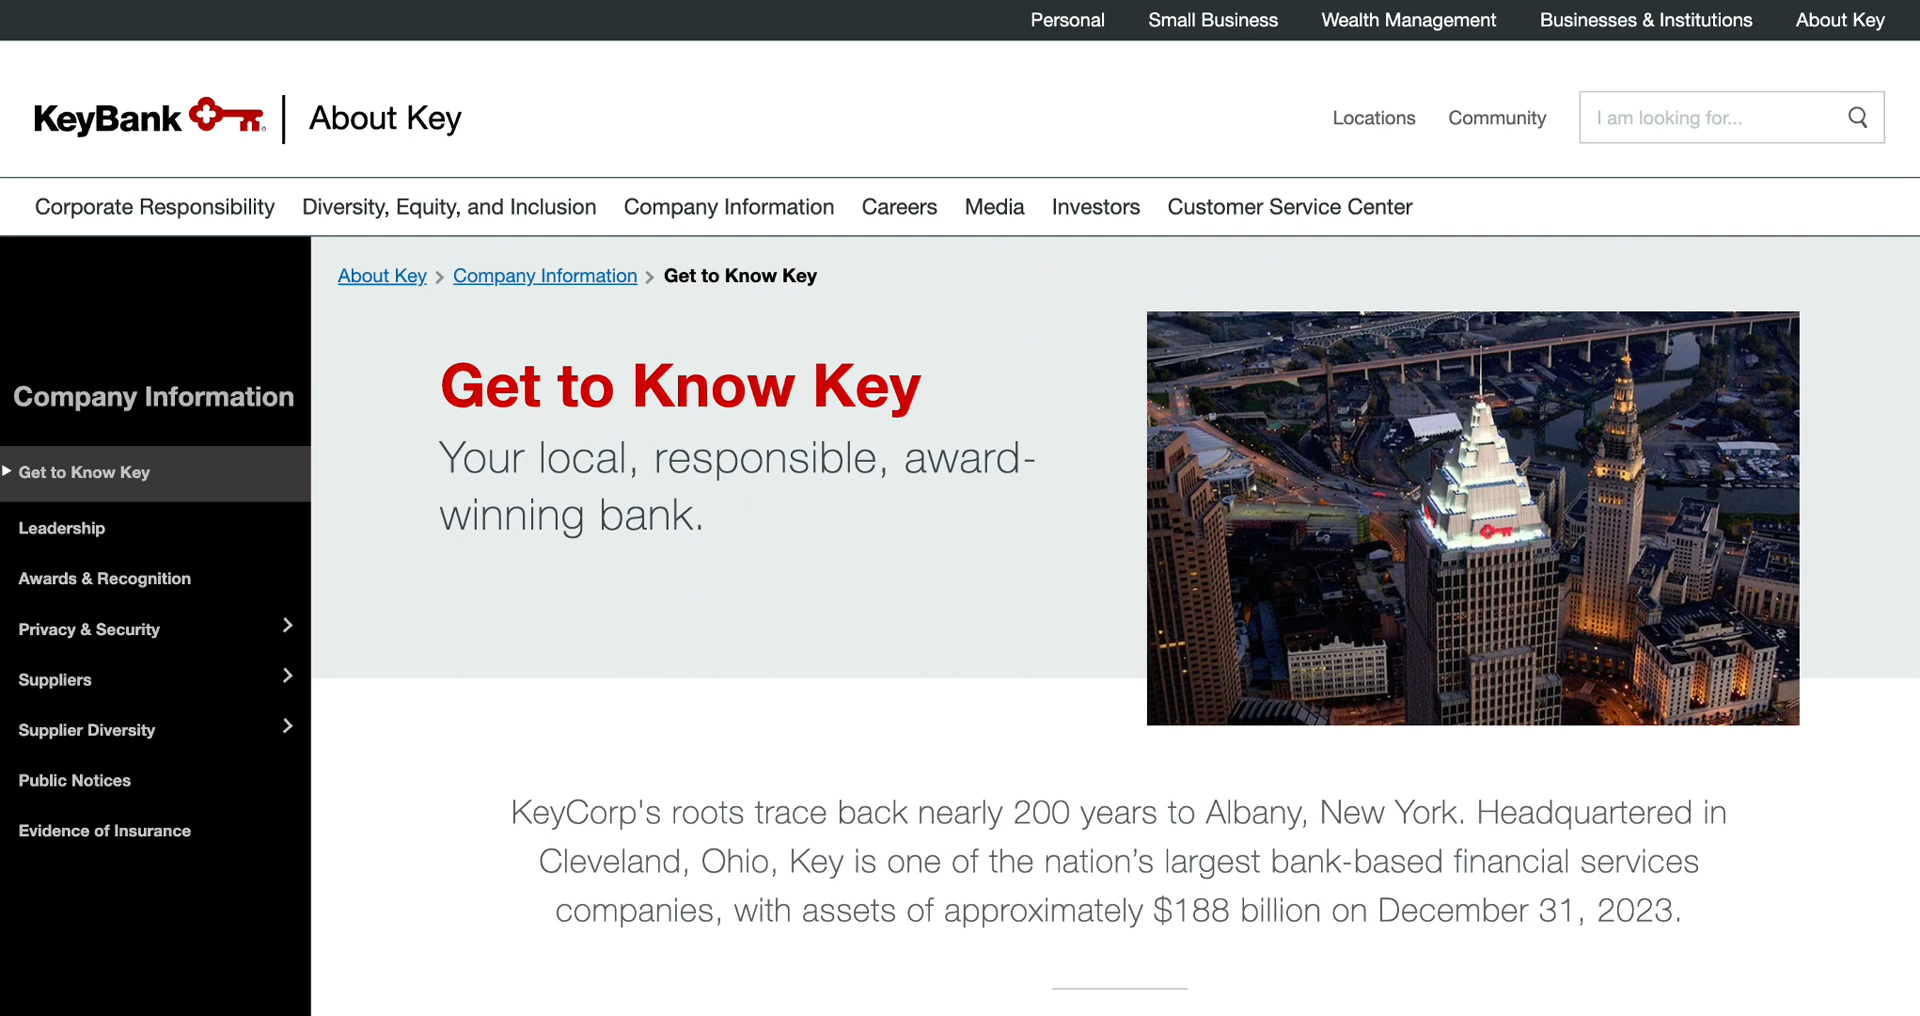 Personal Small Business Wealth Management Businesses & Institutions About Key
KeyBank About Key
Locations Community I am looking for...
Corporate Responsibility Diversity, Equity, and Inclusion Company Information Careers Media Investors Customer Service Center
About Key > Company Information > Get to Know Key
Company Information
Get to Know Key
Leadership
Awards & Recognition
Privacy & Security
Suppliers
Supplier Diversity
Public Notices
Evidence of Insurance
Get to Know Key
Your local, responsible, award-
winning bank.
KeyCorp's roots trace back nearly 200 years to Albany, New York. Headquartered in
Cleveland, Ohio, Key is one of the nation’s largest bank-based financial services
companies, with assets of approximately $188 billion on December 31, 2023.